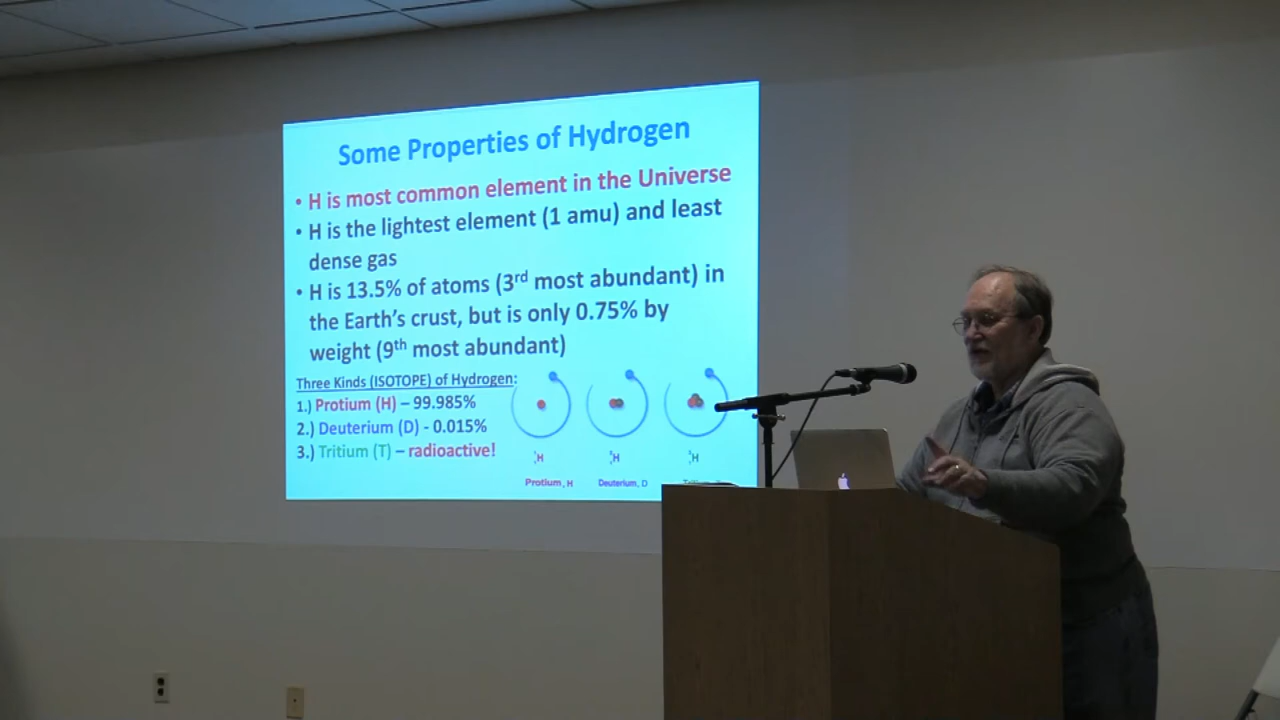 Some Properties of Hydrogen
• H is most common element in the Universe
• H is the lightest element (1 amu) and least
dense gas
• H is 13.5% of atoms (3rd most abundant) in
the Earth's crust, but is only 0.75% by
weight (9th most abundant)
Three Kinds (ISOTOPE) of Hydrogen:
1.) Protium (H) – 99.985%
2.) Deuterium (D) - 0.015%
3.) Tritium (T) – radioactive!
H H H
Protium, H Deuterium, D